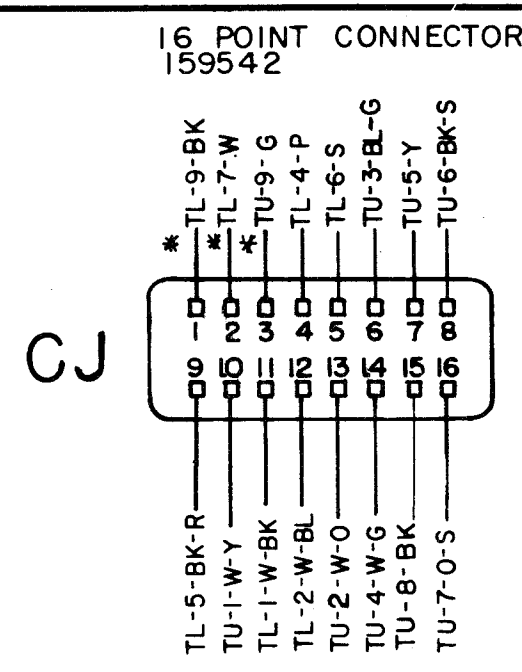 16 POINT CONNECTOR
159542
* TL-9-BK
* TL-7-W
* TU-9-G
TL-4-P
TL-6-S
TU-3-BL-G
TU-5-Y
TU-6-BK-S
CJ
1 2 3 4 5 6 7 8
9 10 11 12 13 14 15 16
TL-5-BK-R
TU-1-W-Y
TL-1-W-BK
TL-2-W-BL
TU-2-W-O
TU-4-W-G
TU-8-BK
TU-7-O-S